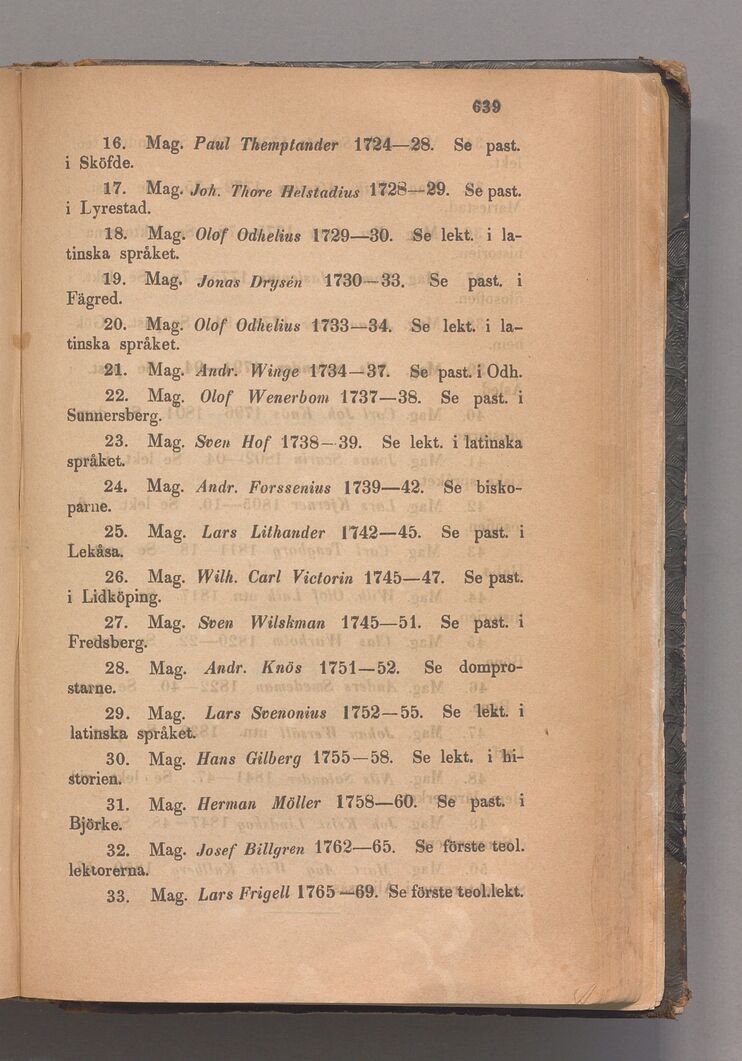 639
16. Mag. Paul Themptander 1724—28. Se past.
i Sköfde.
17. Mag. Joh. Thore Helstadius 1728—29. Se past.
i Lyrestad.
18. Mag. Olof Odhelius 1729—30. Se lekt. i la-
tinska språket.
19. Mag. Jonas Drysén 1730—33. Se past. i
Fägred.
20. Mag. Olof Odhelius 1733—34. Se lekt. i la-
tinska språket.
21. Mag. Andr. Winge 1734—37. Se past. i Odh.
22. Mag. Olof Wenerbom 1737—38. Se past. i
Sunnersberg.
23. Mag. Sven Hof 1738—39. Se lekt. i latinska
språket.
24. Mag. Andr. Forssenius 1739—42. Se bisko-
parne.
25. Mag. Lars Lithander 1742—45. Se past. i
Lekåsa.
26. Mag. Wilh. Carl Victorin 1745—47. Se past.
i Lidköping.
27. Mag. Sven Wilskman 1745—51. Se past. i
Fredsberg.
28. Mag. Andr. Knös 1751—52. Se dompro-
starne.
29. Mag. Lars Svenonius 1752—55. Se lekt. i
latinska språket.
30. Mag. Hans Gilberg 1755—58. Se lekt. i hi-
storien.
31. Mag. Herman Möller 1758—60. Se past. i
Björke.
32. Mag. Josef Billgren 1762—65. Se förste teol.
lektorerna.
33. Mag. Lars Frigell 1765—69. Se förste teol.lekt.